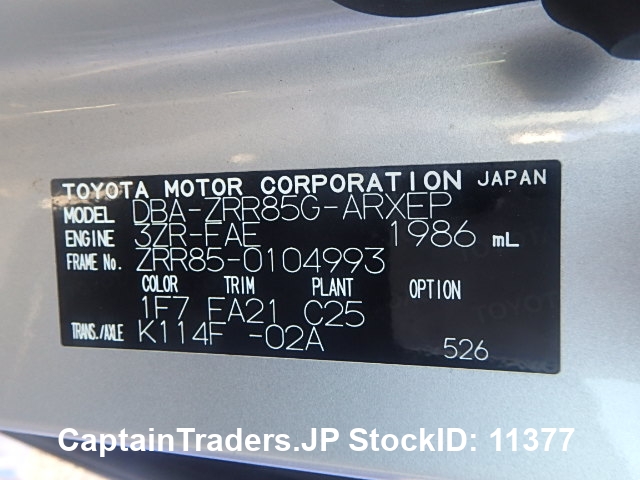 TOYOTA MOTOR CORPORATION JAPAN
MODEL DBA-ZRR85G-ARXEP
ENGINE 3ZR-FAE 1986 mL
FRAME No. ZRR85-0104993
COLOR TRIM PLANT OPTION
1F7 FA21 C25
TRANS./AXLE K114F -02A
526
CaptainTraders.JP StockID: 11377